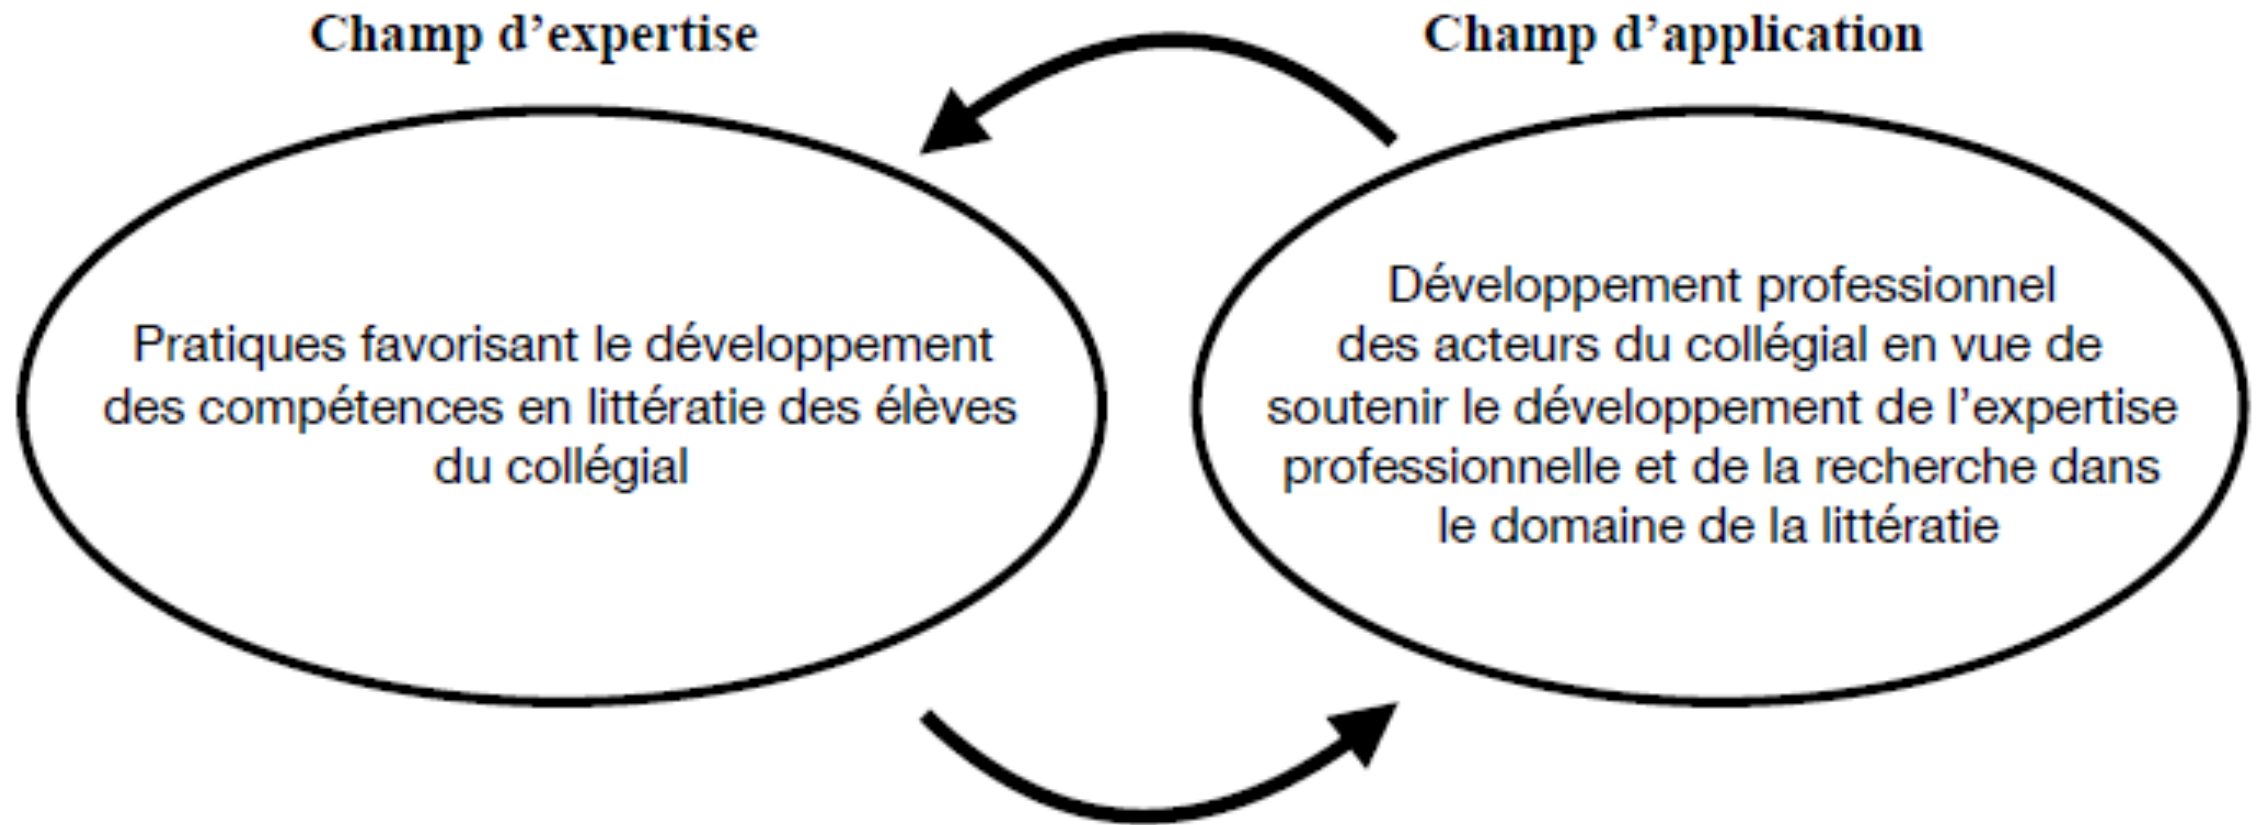 Champ d’expertise
Pratiques favorisant le développement
des compétences en littératie des élèves
du collégial
Champ d’application
Développement professionnel
des acteurs du collégial en vue de
soutenir le développement de l’expertise
professionnelle et de la recherche dans
le domaine de la littératie